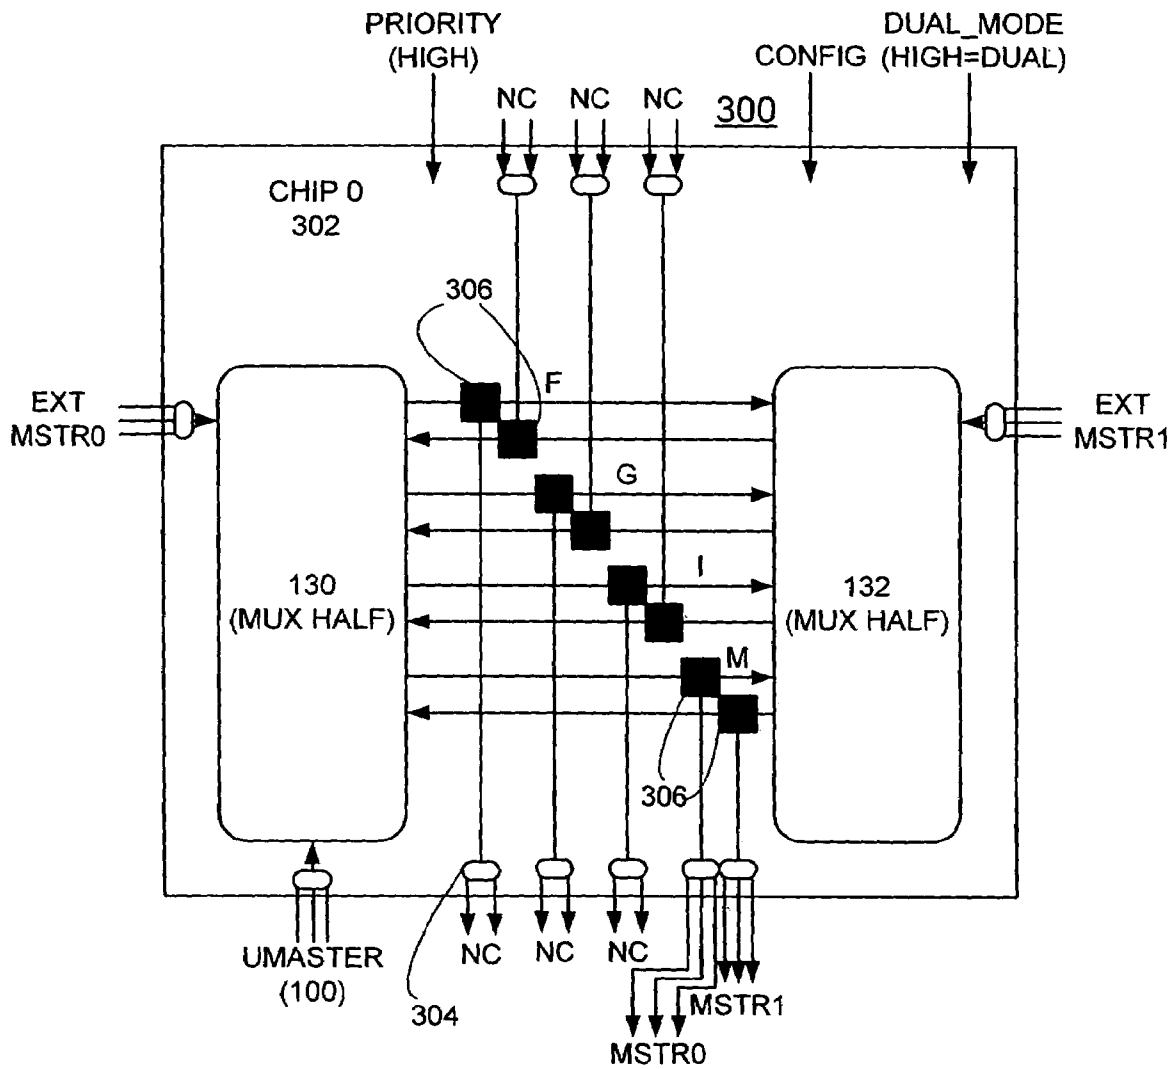 PRIORITY
(HIGH)
CONFIG
DUAL_MODE
(HIGH=DUAL)
NC
NC
NC
300
CHIP 0
302
306
EXT
MSTR0
EXT
MSTR1
F
G
I
M
130
(MUX HALF)
132
(MUX HALF)
306
UMASTER
(100)
304
NC
NC
NC
MSTR1
MSTR0